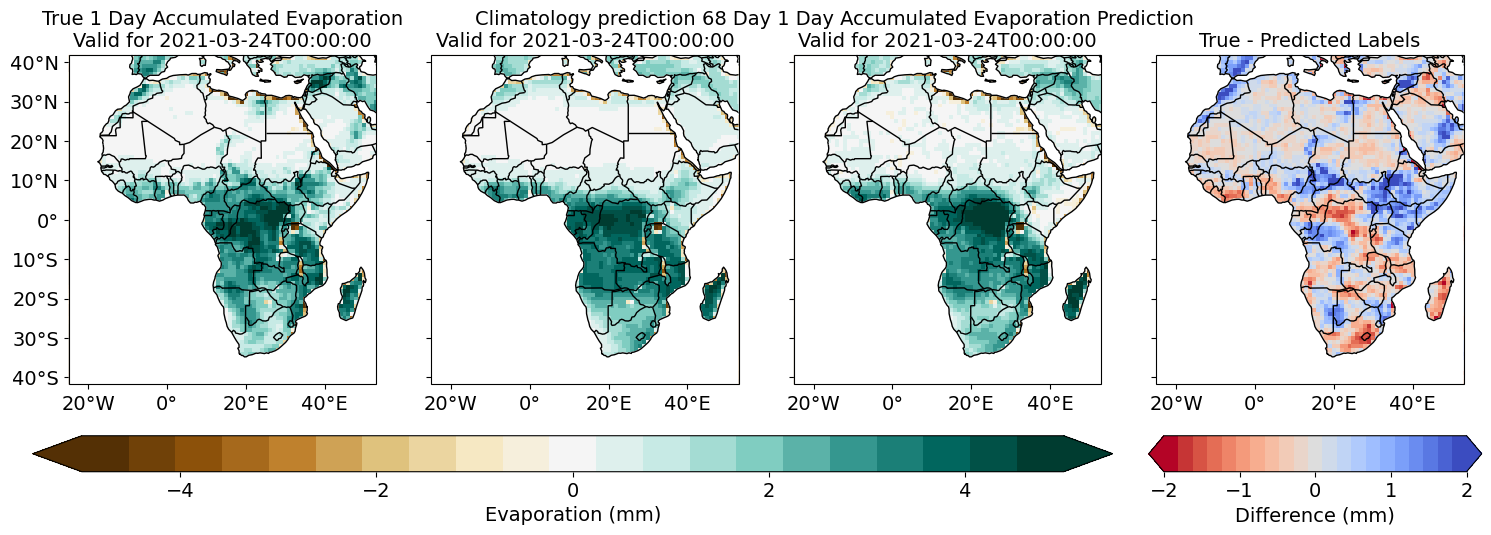 True 1 Day Accumulated Evaporation
Valid for 2021-03-24T00:00:00
Climatology prediction 68 Day 1 Day Accumulated Evaporation Prediction
Valid for 2021-03-24T00:00:00
Valid for 2021-03-24T00:00:00
True - Predicted Labels
40°N
30°N
20°N
10°N
0°
10°S
20°S
30°S
40°S
20°W 0° 20°E 40°E
20°W 0° 20°E 40°E
20°W 0° 20°E 40°E
20°W 0° 20°E 40°E
−4 −2 0 2 4
Evaporation (mm)
−2 −1 0 1 2
Difference (mm)